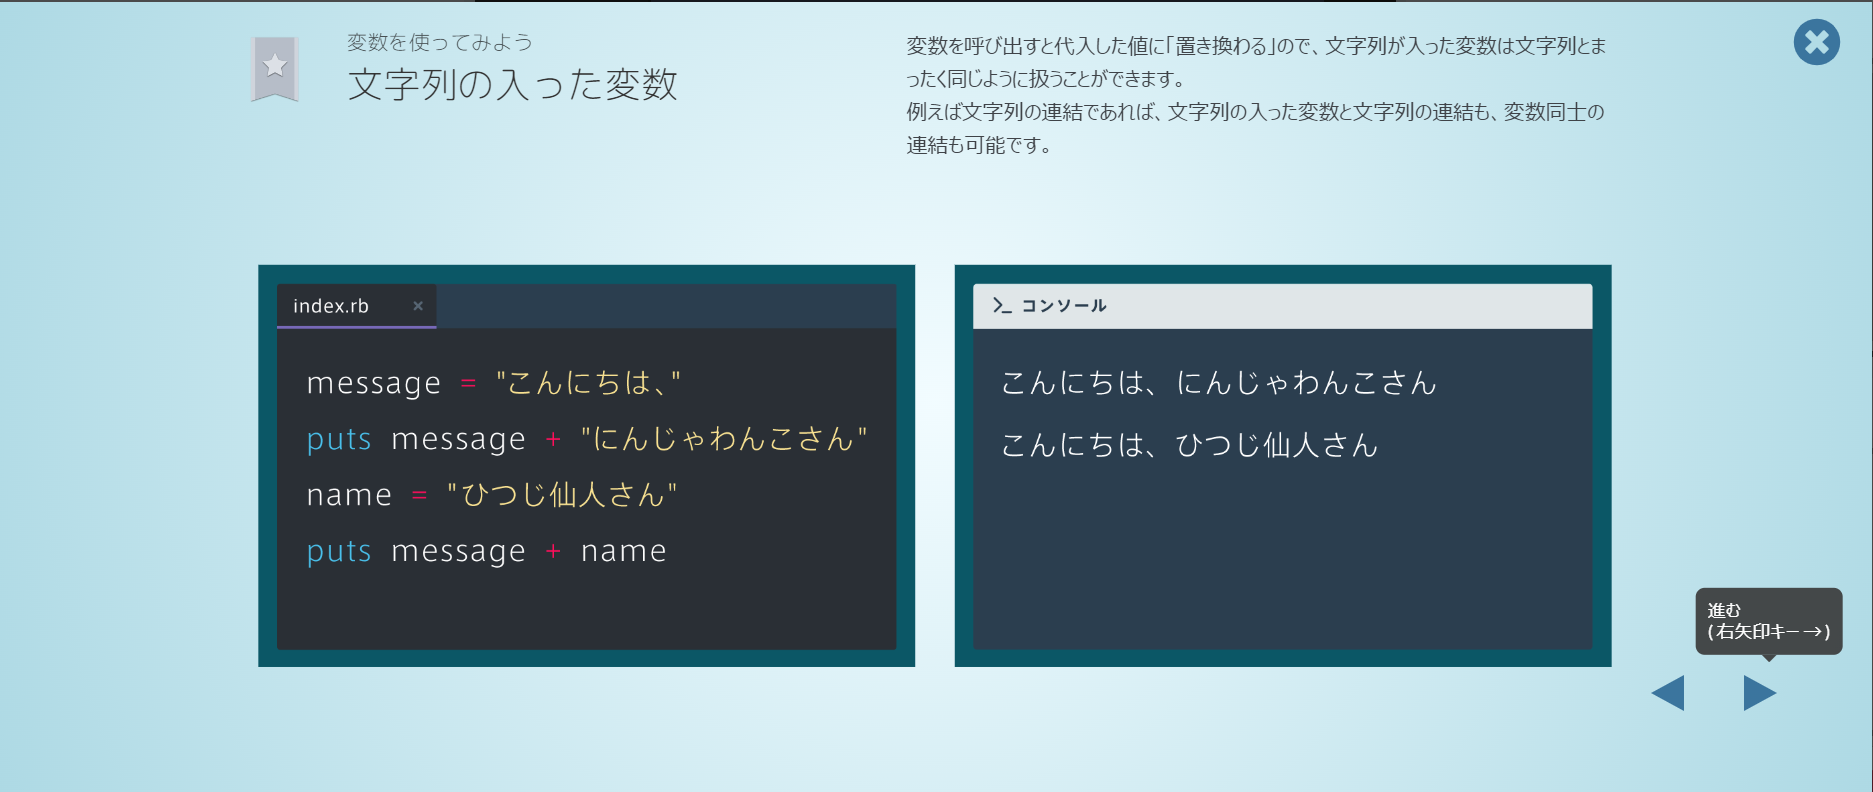 変数を使ってみよう
文字列の入った変数
変数を呼び出すと代入した値に「置き換わる」ので、文字列が入った変数は文字列とま
ったく同じように扱うことができます。
例えば文字列の連結であれば、文字列の入った変数と文字列の連結も、変数同士の
連結も可能です。
index.rb ×
message = "こんにちは、"
puts message + "にんじゃわんこさん"
name = "ひつじ仙人さん"
puts message + name
>_ コンソール
こんにちは、にんじゃわんこさん
こんにちは、ひつじ仙人さん
進む
(右矢印キー→)